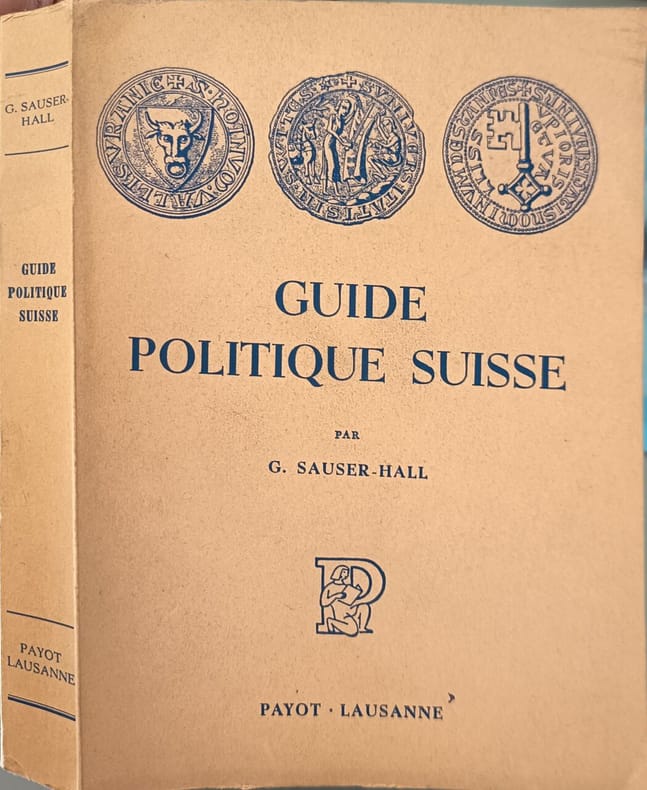 G. SAUSER-
HALL
GUIDE
POLITIQUE
SUISSE
PAYOT
LAUSANNE
GUIDE
POLITIQUE SUISSE
PAR
G. SAUSER-HALL
P
PAYOT · LAUSANNE